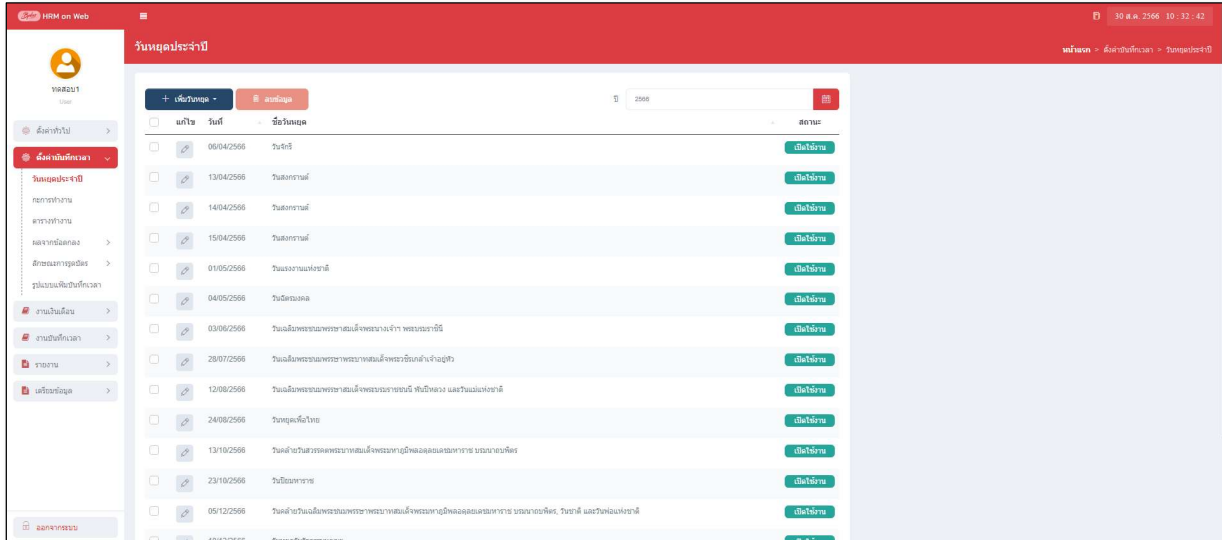 HRM on Web
30 ส.ค. 2566 10 : 32 : 42
วันหยุดประจำปี
หน้าแรก > ตั้งค่าบันทึกเวลา > วันหยุดประจำปี
ทดสอบ1
User
ตั้งค่าทั่วไป
ตั้งค่าบันทึกเวลา
วันหยุดประจำปี
กะการทำงาน
ตารางทำงาน
ผลจากข้อตกลง
ลักษณะการรูดบัตร
รูปแบบแฟ้มบันทึกเวลา
งานเงินเดือน
งานบันทึกเวลา
รายงาน
เตรียมข้อมูล
ออกจากระบบ
+ เพิ่มวันหยุด
ลบข้อมูล
ปี 2566
แก้ไข วันที่ ชื่อวันหยุด สถานะ
06/04/2566 วันจักรี เปิดใช้งาน
13/04/2566 วันสงกรานต์ เปิดใช้งาน
14/04/2566 วันสงกรานต์ เปิดใช้งาน
15/04/2566 วันสงกรานต์ เปิดใช้งาน
01/05/2566 วันแรงงานแห่งชาติ เปิดใช้งาน
04/05/2566 วันฉัตรมงคล เปิดใช้งาน
03/06/2566 วันเฉลิมพระชนมพรรษาสมเด็จพระนางเจ้าฯ พระบรมราชินี เปิดใช้งาน
28/07/2566 วันเฉลิมพระชนมพรรษาพระบาทสมเด็จพระวชิรเกล้าเจ้าอยู่หัว เปิดใช้งาน
12/08/2566 วันเฉลิมพระชนมพรรษาสมเด็จพระบรมราชชนนี พันปีหลวง และวันแม่แห่งชาติ เปิดใช้งาน
24/08/2566 วันหยุดเพื่อไทย เปิดใช้งาน
13/10/2566 วันคล้ายวันสวรรคตพระบาทสมเด็จพระมหาภูมิพลอดุลยเดชมหาราช บรมนาถบพิตร เปิดใช้งาน
23/10/2566 วันปิยมหาราช เปิดใช้งาน
05/12/2566 วันคล้ายวันเฉลิมพระชนมพรรษาพระบาทสมเด็จพระมหาภูมิพลอดุลยเดชมหาราช บรมนาถบพิตร, วันชาติ และวันพ่อแห่งชาติ เปิดใช้งาน